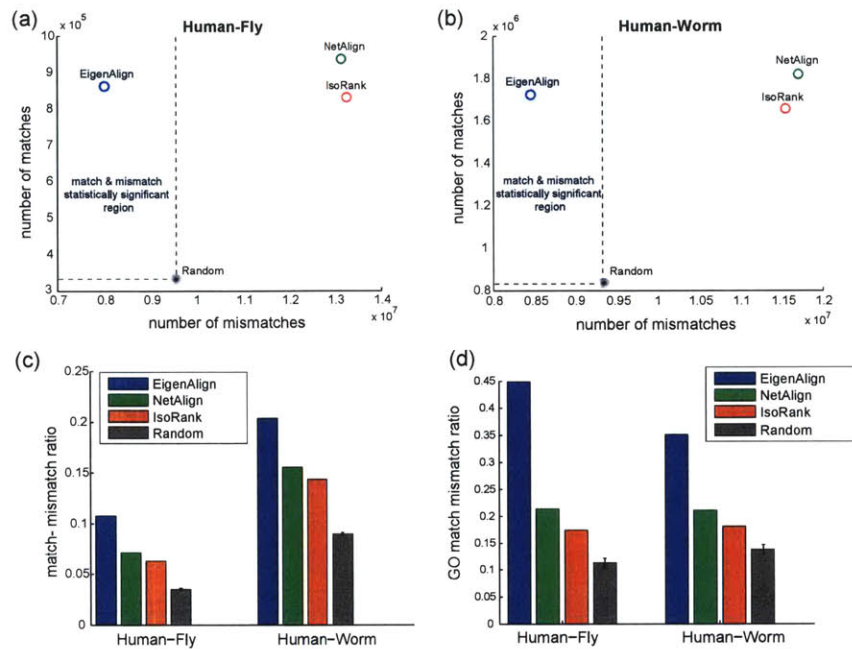 (a)
x 10^5
Human-Fly
10
9
8
7
6
5
4
3
number of matches
EigenAlign
NetAlign
IsoRank
match & mismatch
statistically significant
region
Random
0.7 0.8 0.9 1 1.1 1.2 1.3 1.4
x 10^7
number of mismatches
(b)
x 10^6
Human-Worm
2
1.8
1.6
1.4
1.2
1
0.8
number of matches
EigenAlign
NetAlign
IsoRank
match & mismatch
statistically significant
region
Random
0.8 0.85 0.9 0.95 1 1.05 1.1 1.15 1.2
x 10^7
number of mismatches
(c)
0.25
0.2
0.15
0.1
0.05
0
match- mismatch ratio
EigenAlign
NetAlign
IsoRank
Random
Human-Fly
Human-Worm
(d)
0.45
0.4
0.35
0.3
0.25
0.2
0.15
0.1
0.05
0
GO match mismatch ratio
EigenAlign
NetAlign
IsoRank
Random
Human-Fly
Human-Worm